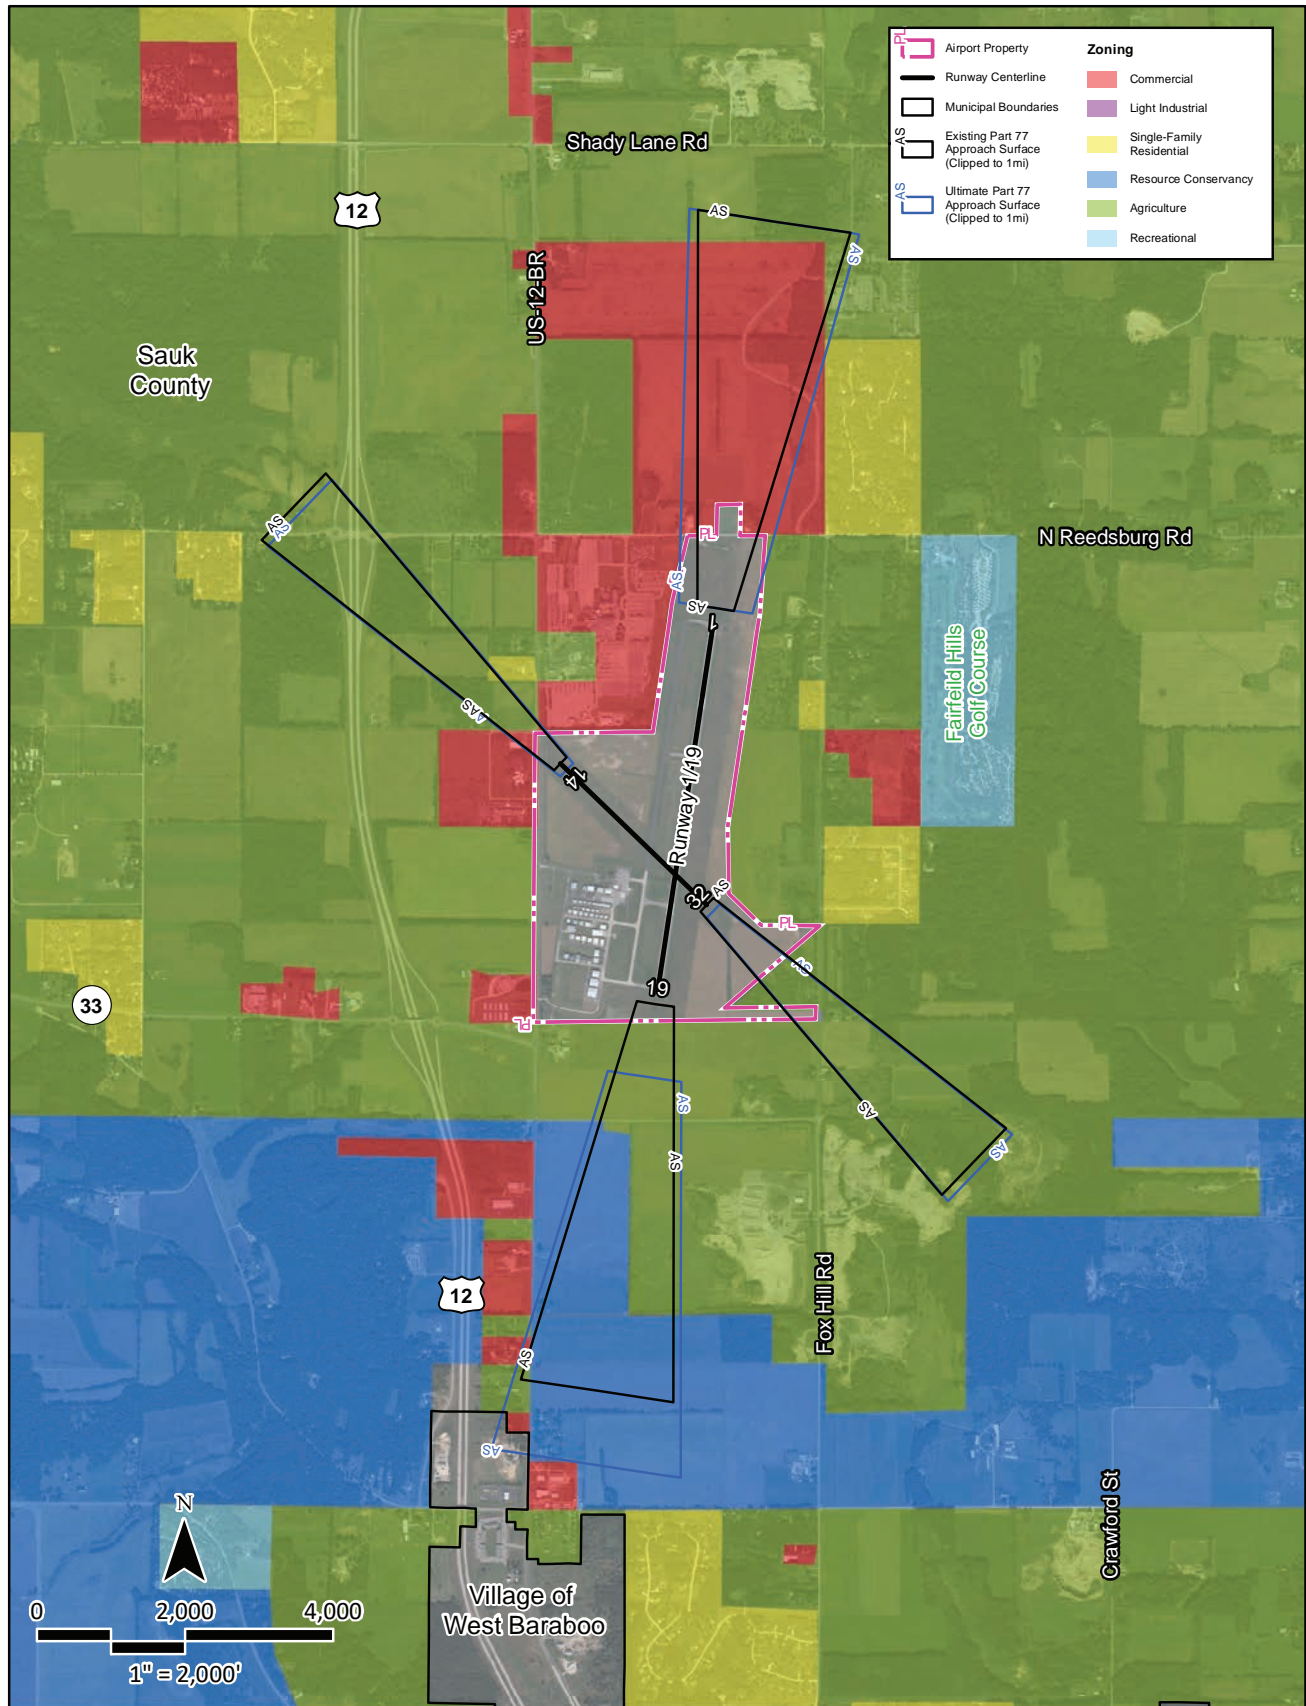 PL
Airport Property
Runway Centerline
Municipal Boundaries
AS
Existing Part 77
Approach Surface
(Clipped to 1mi)
AS
Ultimate Part 77
Approach Surface
(Clipped to 1mi)
Zoning
Commercial
Light Industrial
Single-Family
Residential
Resource Conservancy
Agriculture
Recreational
Shady Lane Rd
12
AS
AS
US-12-BR
Sauk
County
AS
AS
PL
N Reedsburg Rd
AS
AS
1
Fairfeild Hills
Golf Course
AS
14
Runway 1/19
32
AS
PL
AS
19
33
PL
AS
AS
AS
AS
12
Fox Hill Rd
AS
AS
Crawford St
N
0
2,000
4,000
1" = 2,000'
Village of
West Baraboo